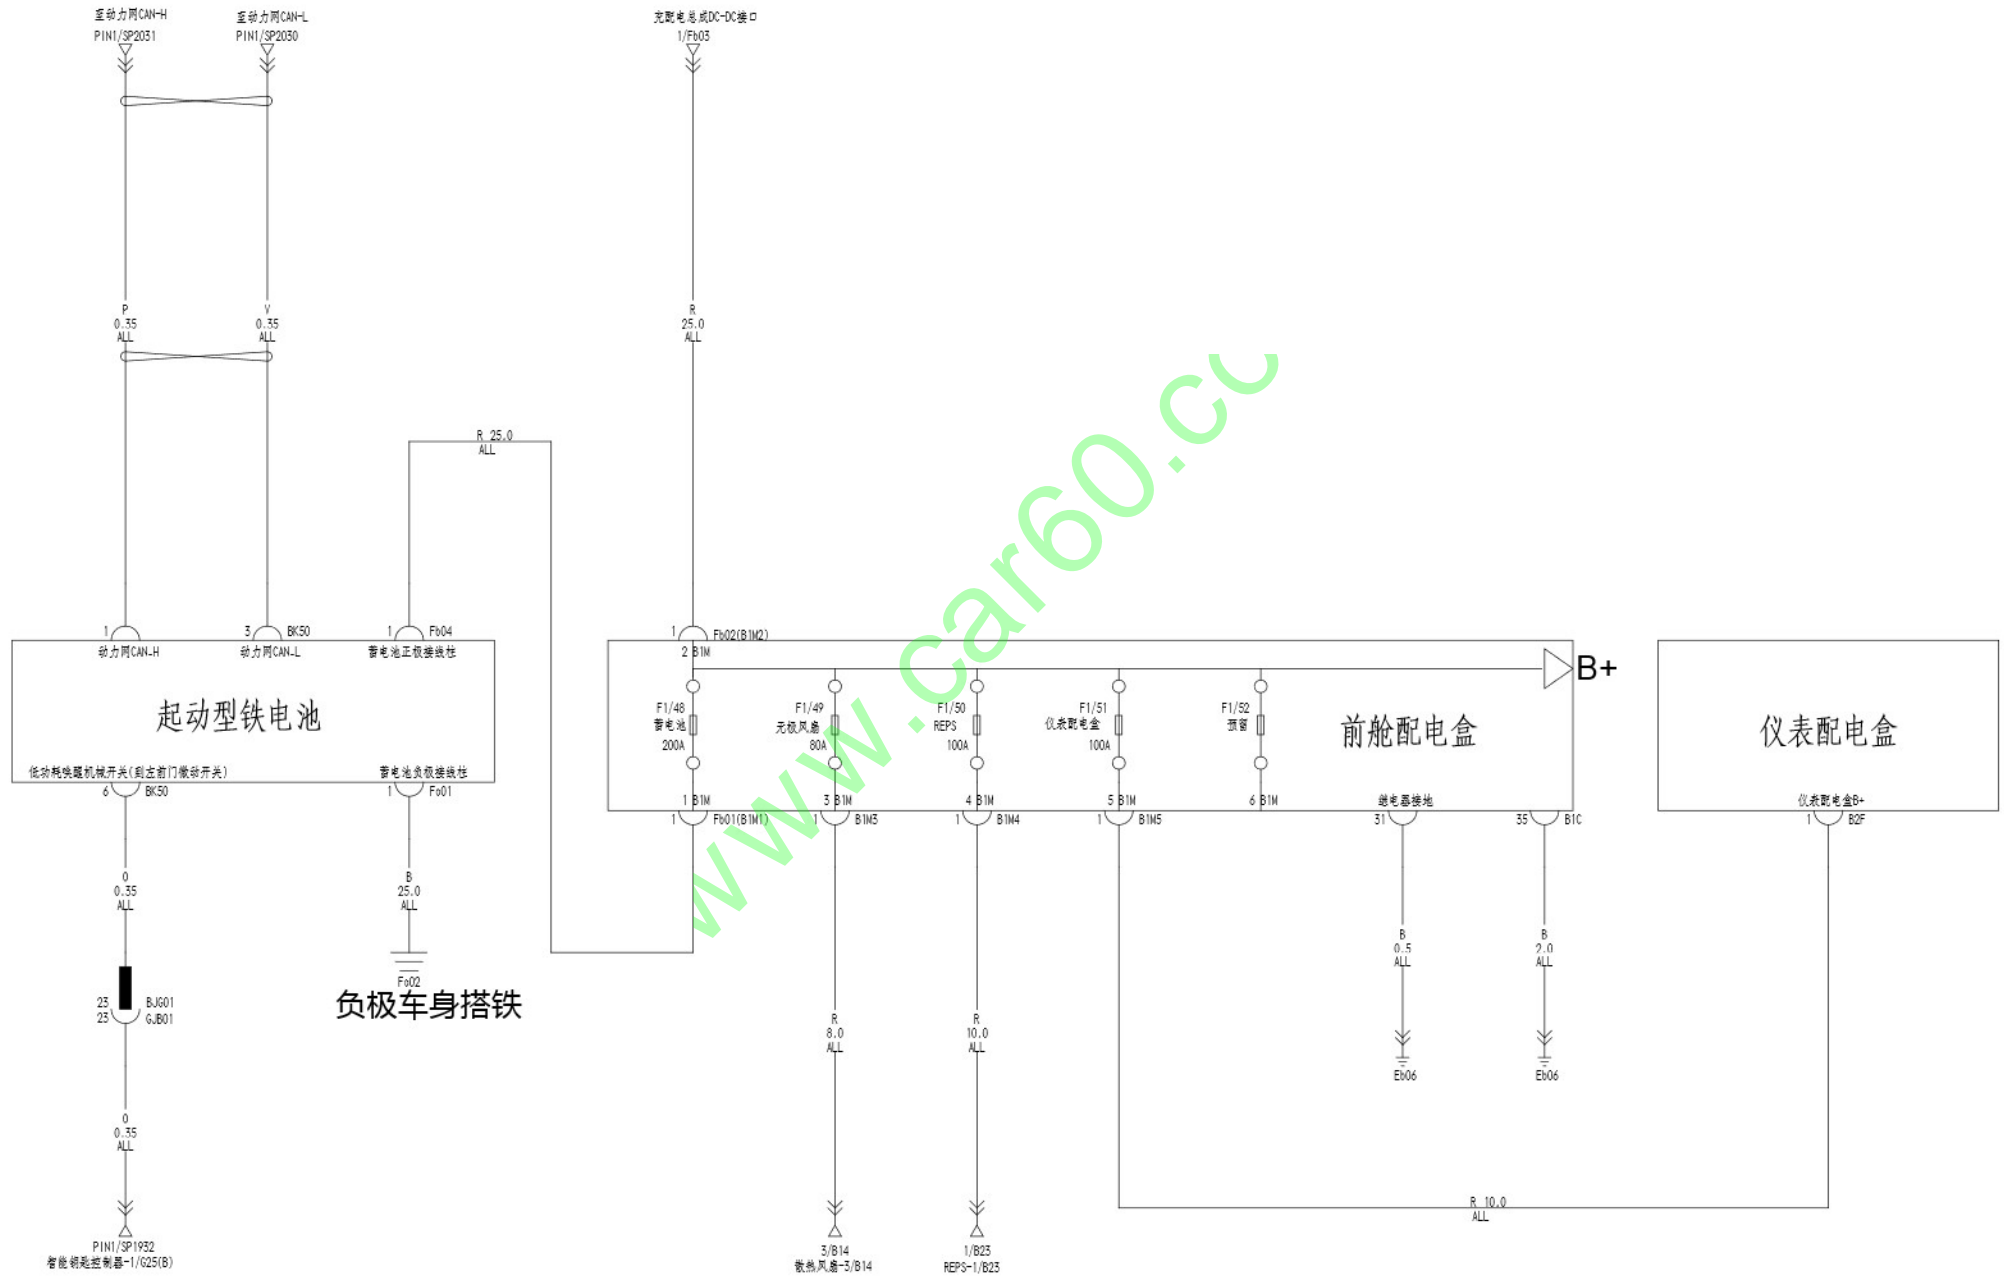 至动力网CAN-H
PIN1/SP2031
至动力网CAN-L
PIN1/SP2030
充配电总成DC-DC接口
1/Fb03
P
0.35
ALL
V
0.35
ALL
R
25.0
ALL
R 25.0
ALL
1
3 BK50
1 Fb04
动力网CAN-H
动力网CAN-L
蓄电池正极接线柱
起动型铁电池
低功耗唤醒机械开关(到左前门微动开关)
蓄电池负极接线柱
6 BK50
1 Fo01
O
0.35
ALL
B
25.0
ALL
Fo02
负极车身搭铁
23 BJG01
23 GJB01
O
0.35
ALL
PIN1/SP1932
智能钥匙控制器-1/G25(B)
1 Fb02(B1M2)
2 B1M
B+
F1/48
蓄电池
200A
F1/49
无极风扇
80A
F1/50
REPS
100A
F1/51
仪表配电盒
100A
F1/52
预留
前舱配电盒
仪表配电盒
1 B1M
3 B1M
4 B1M
5 B1M
6 B1M
继电器接地
仪表配电盒B+
1 Fb01(B1M1)
1 B1M3
1 B1M4
1 B1M5
31
35 B1C
1 B2F
B
0.5
ALL
B
2.0
ALL
R
8.0
ALL
R
10.0
ALL
Eb06
Eb06
R 10.0
ALL
3/B14
散热风扇-3/B14
1/B23
REPS-1/B23
www.car60.cc